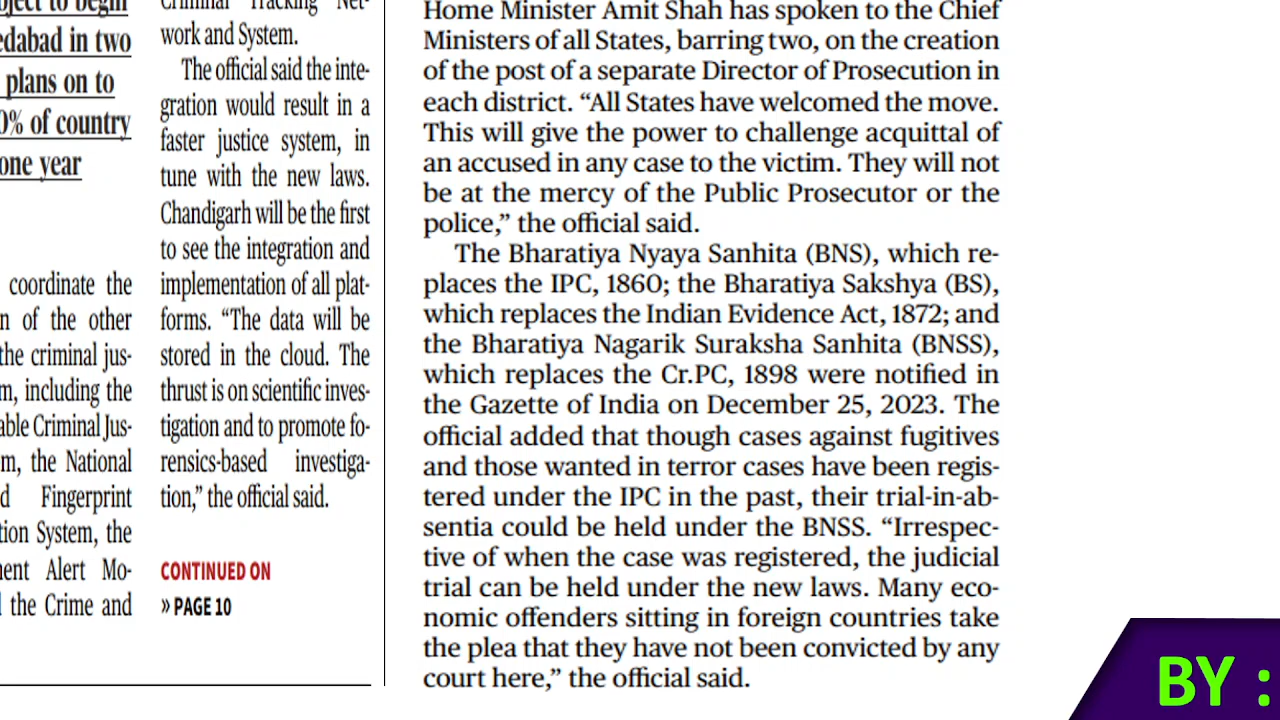 to begin
in two
plans on to
0% of country
one year
coordinate the
of the other
the criminal jus-
including the
Criminal Jus-
the National
Fingerprint
System, the
Alert Mo-
the Crime and
Criminal Tracking Net-
work and System.
The official said the inte-
gration would result in a
faster justice system, in
tune with the new laws.
Chandigarh will be the first
to see the integration and
implementation of all plat-
forms. “The data will be
stored in the cloud. The
thrust is on scientific inves-
tigation and to promote fo-
rensics-based investiga-
tion,” the official said.
CONTINUED ON
» PAGE 10
Home Minister Amit Shah has spoken to the Chief
Ministers of all States, barring two, on the creation
of the post of a separate Director of Prosecution in
each district. “All States have welcomed the move.
This will give the power to challenge acquittal of
an accused in any case to the victim. They will not
be at the mercy of the Public Prosecutor or the
police,” the official said.
The Bharatiya Nyaya Sanhita (BNS), which re-
places the IPC, 1860; the Bharatiya Sakshya (BS),
which replaces the Indian Evidence Act, 1872; and
the Bharatiya Nagarik Suraksha Sanhita (BNSS),
which replaces the Cr.PC, 1898 were notified in
the Gazette of India on December 25, 2023. The
official added that though cases against fugitives
and those wanted in terror cases have been regis-
tered under the IPC in the past, their trial-in-ab-
sentia could be held under the BNSS. “Irrespec-
tive of when the case was registered, the judicial
trial can be held under the new laws. Many eco-
nomic offenders sitting in foreign countries take
the plea that they have not been convicted by any
court here,” the official said.
BY :